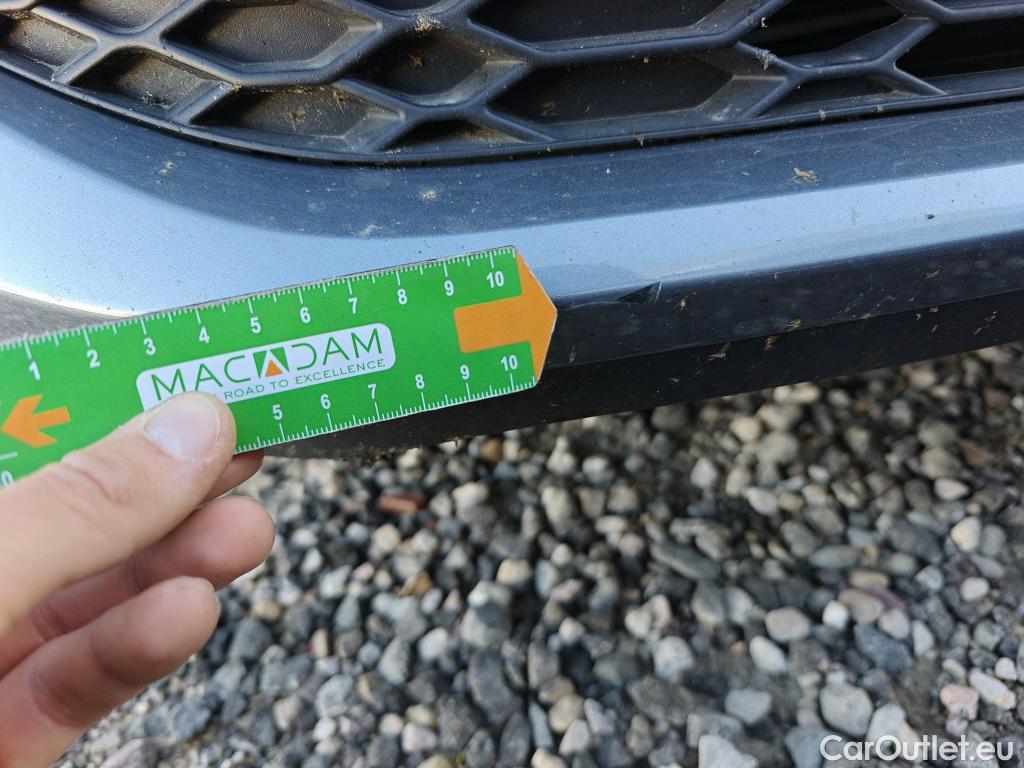 1 2 3 4 5 6 7 8 9 10
MACADAM
ROAD TO EXCELLENCE
0 5 6 7 8 9 10
CarOutlet.eu